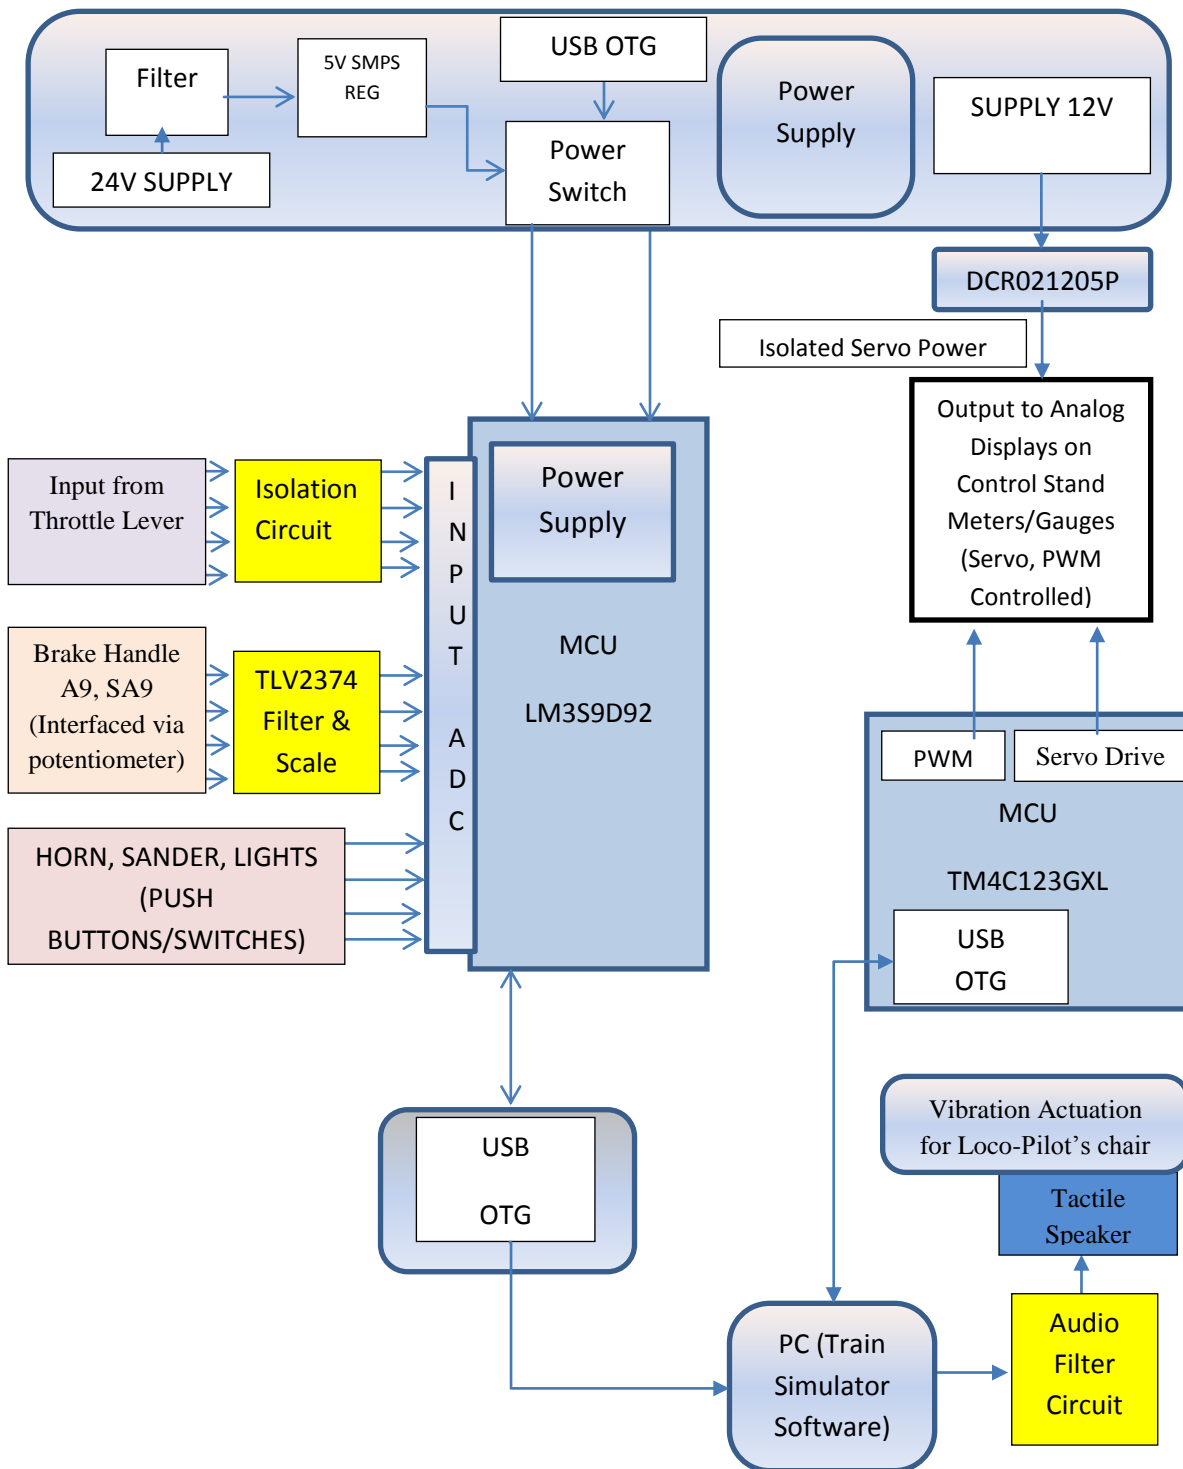 Filter
5V SMPS
REG
USB OTG
Power
Supply
SUPPLY 12V
24V SUPPLY
Power
Switch
DCR021205P
Isolated Servo Power
Output to Analog
Displays on
Control Stand
Meters/Gauges
(Servo, PWM
Controlled)
Input from
Throttle Lever
Isolation
Circuit
I
N
P
U
T
A
D
C
Power
Supply
MCU
LM3S9D92
Brake Handle
A9, SA9
(Interfaced via
potentiometer)
TLV2374
Filter &
Scale
HORN, SANDER, LIGHTS
(PUSH
BUTTONS/SWITCHES)
PWM
Servo Drive
MCU
TM4C123GXL
USB
OTG
USB
OTG
Vibration Actuation
for Loco-Pilot’s chair
Tactile
Speaker
PC (Train
Simulator
Software)
Audio
Filter
Circuit